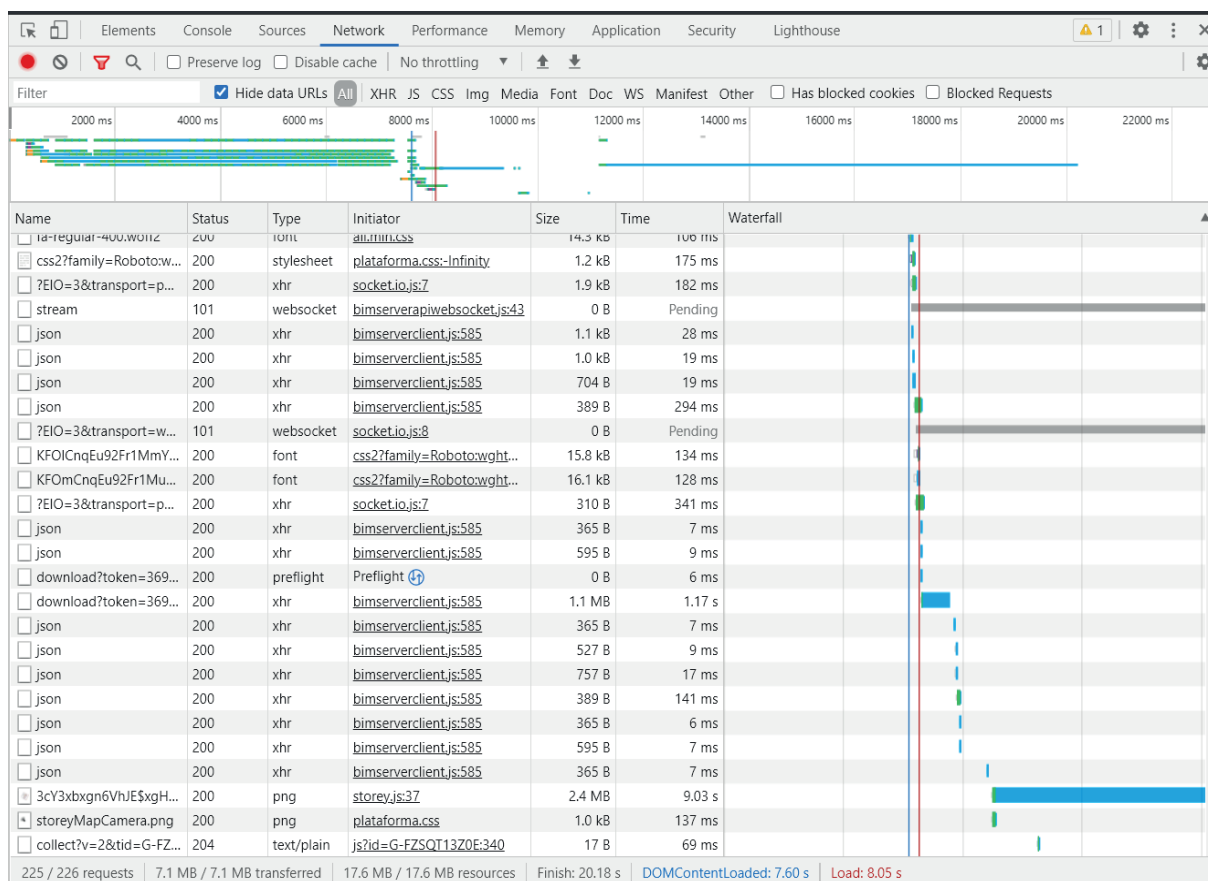 Elements Console Sources Network Performance Memory Application Security Lighthouse 1
Preserve log Disable cache No throttling
Filter Hide data URLs All XHR JS CSS Img Media Font Doc WS Manifest Other Has blocked cookies Blocked Requests
2000 ms 4000 ms 6000 ms 8000 ms 10000 ms 12000 ms 14000 ms 16000 ms 18000 ms 20000 ms 22000 ms
Name Status Type Initiator Size Time Waterfall
fa-regular-400.woff2 200 font all.min.css 14.3 kB 106 ms
css2?family=Roboto:w... 200 stylesheet plataforma.css:-Infinity 1.2 kB 175 ms
?EIO=3&transport=p... 200 xhr socket.io.js:7 1.9 kB 182 ms
stream 101 websocket bimserverapiwebsocket.js:43 0 B Pending
json 200 xhr bimserverclient.js:585 1.1 kB 28 ms
json 200 xhr bimserverclient.js:585 1.0 kB 19 ms
json 200 xhr bimserverclient.js:585 704 B 19 ms
json 200 xhr bimserverclient.js:585 389 B 294 ms
?EIO=3&transport=w... 101 websocket socket.io.js:8 0 B Pending
KFOlCnqEu92Fr1MmY... 200 font css2?family=Roboto:wght... 15.8 kB 134 ms
KFOmCnqEu92Fr1Mu... 200 font css2?family=Roboto:wght... 16.1 kB 128 ms
?EIO=3&transport=p... 200 xhr socket.io.js:7 310 B 341 ms
json 200 xhr bimserverclient.js:585 365 B 7 ms
json 200 xhr bimserverclient.js:585 595 B 9 ms
download?token=369... 200 preflight Preflight 0 B 6 ms
download?token=369... 200 xhr bimserverclient.js:585 1.1 MB 1.17 s
json 200 xhr bimserverclient.js:585 365 B 7 ms
json 200 xhr bimserverclient.js:585 527 B 9 ms
json 200 xhr bimserverclient.js:585 757 B 17 ms
json 200 xhr bimserverclient.js:585 389 B 141 ms
json 200 xhr bimserverclient.js:585 365 B 6 ms
json 200 xhr bimserverclient.js:585 595 B 7 ms
json 200 xhr bimserverclient.js:585 365 B 7 ms
3cY3xbxgn6VhJE$xgH... 200 png storey.js:37 2.4 MB 9.03 s
storeyMapCamera.png 200 png plataforma.css 1.0 kB 137 ms
collect?v=2&tid=G-FZ... 204 text/plain js?id=G-FZSQT13Z0E:340 17 B 69 ms
225 / 226 requests 7.1 MB / 7.1 MB transferred 17.6 MB / 17.6 MB resources Finish: 20.18 s DOMContentLoaded: 7.60 s Load: 8.05 s